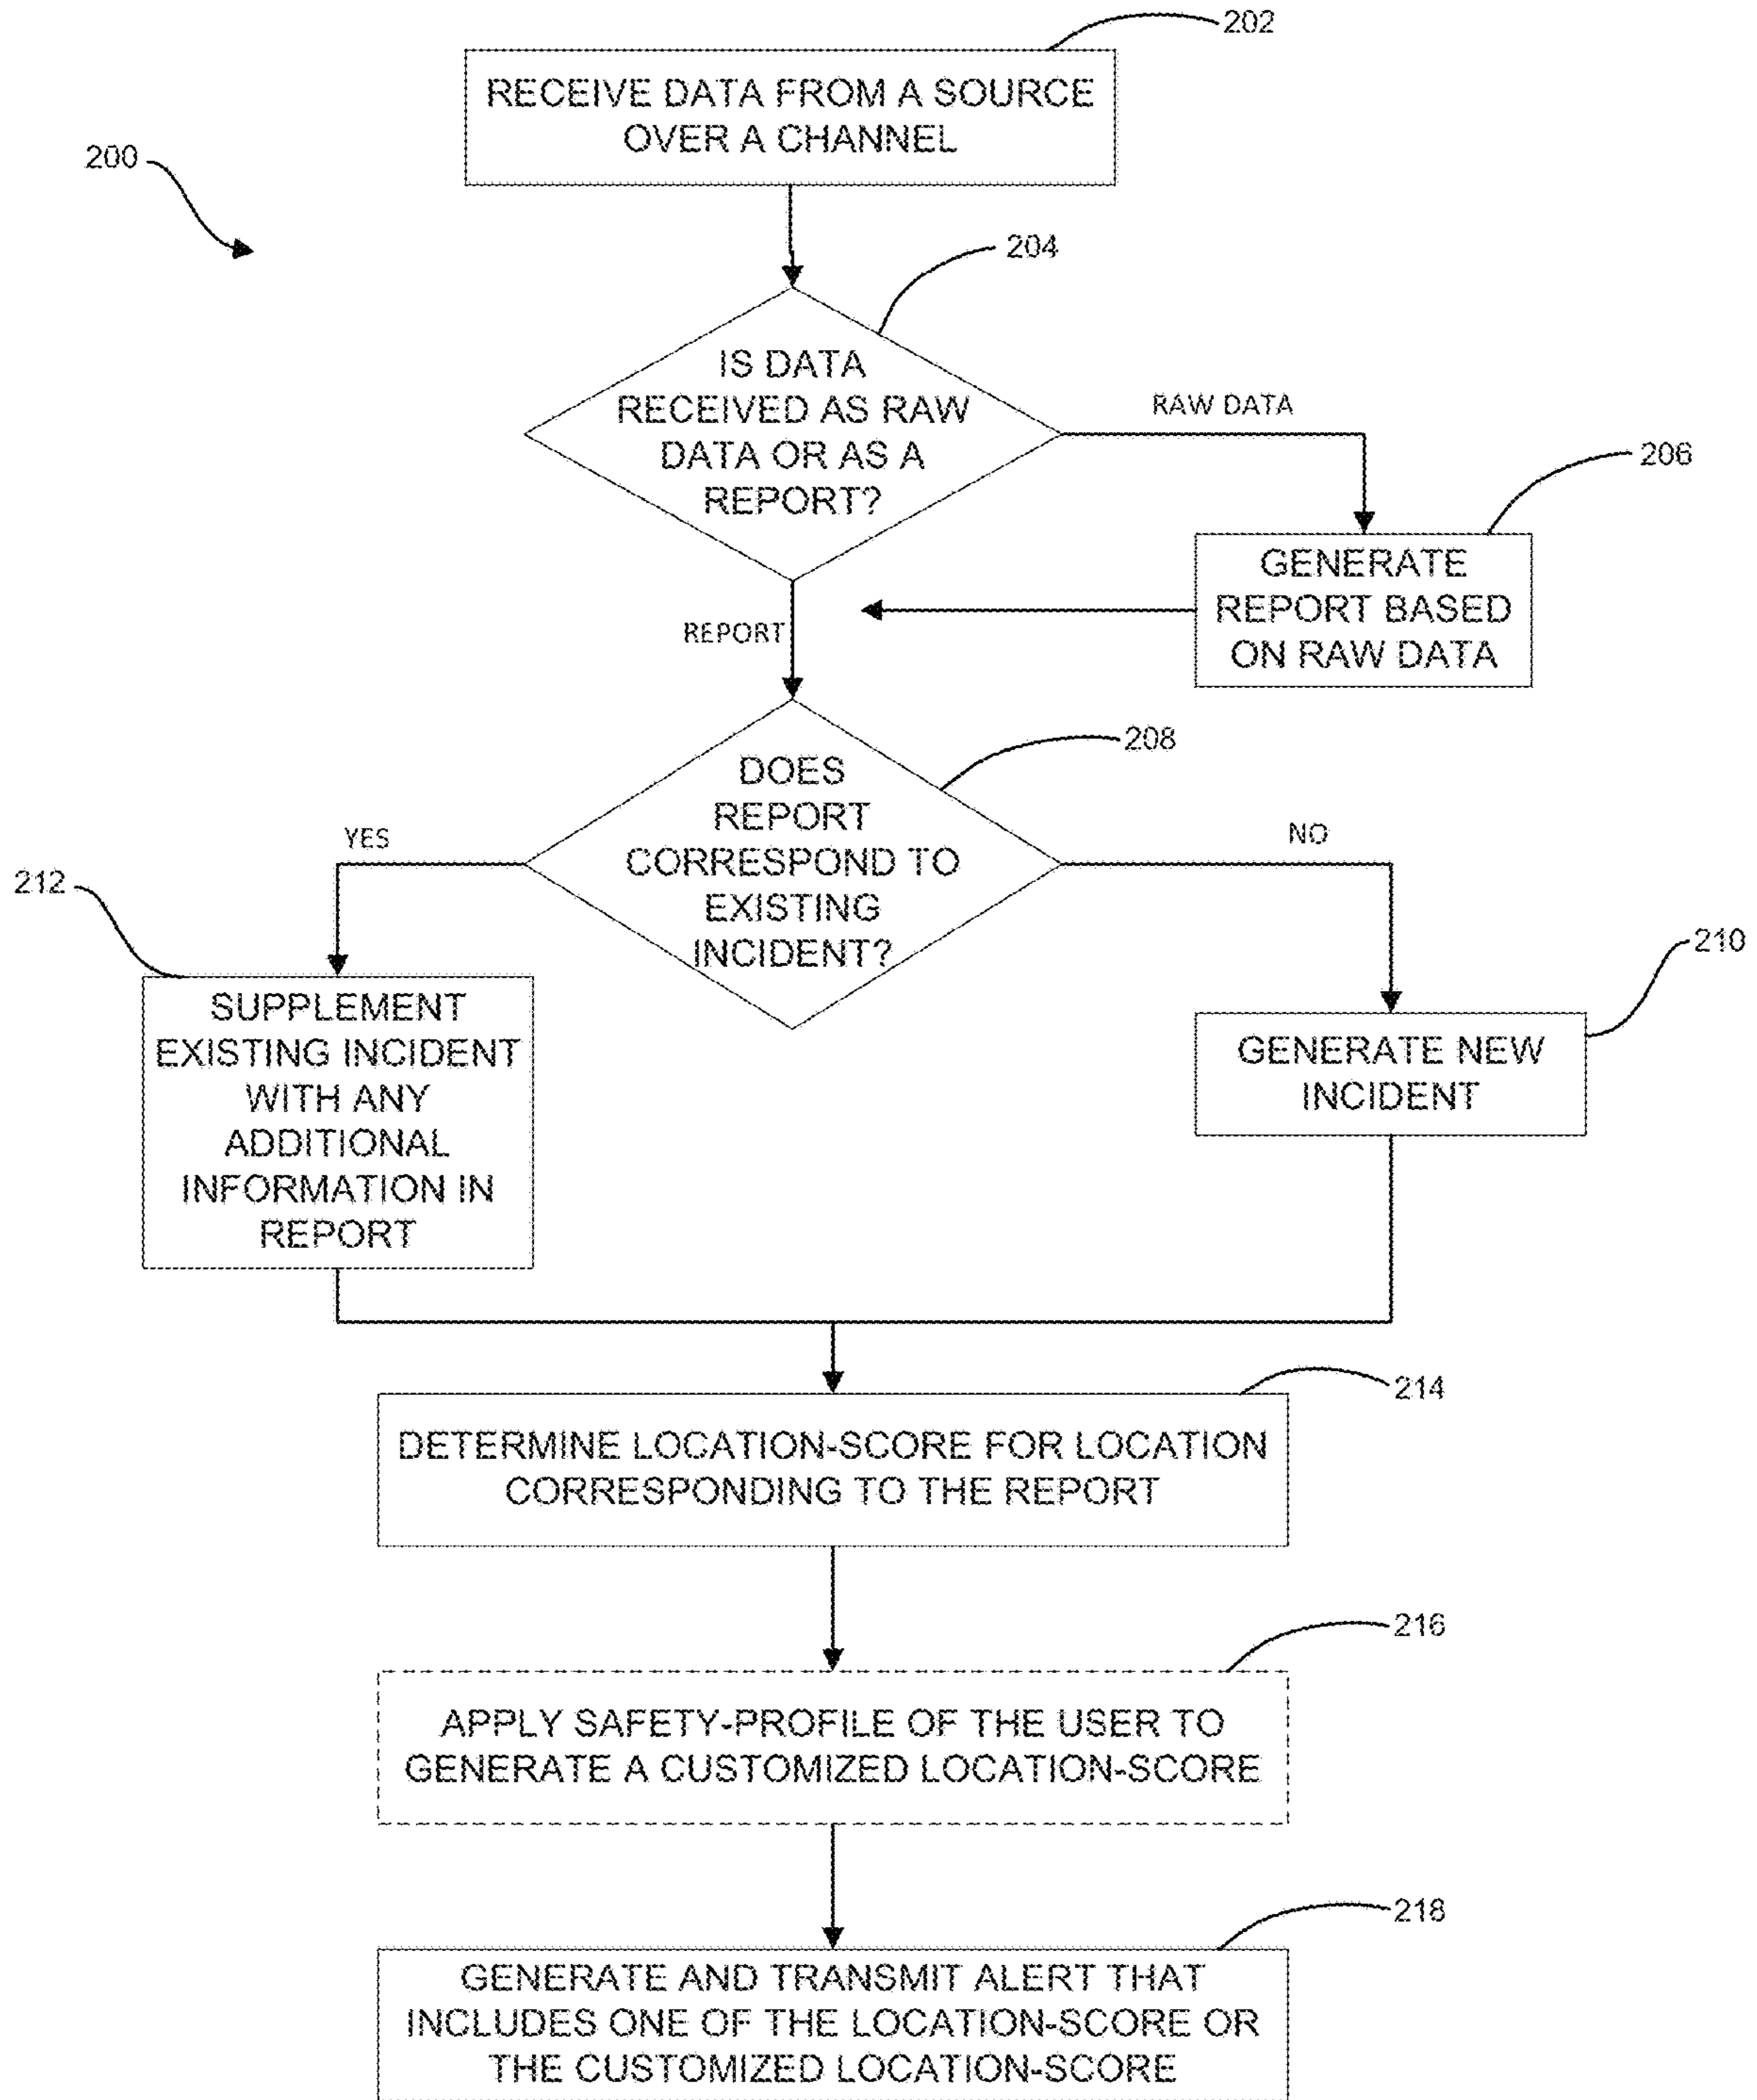 202
RECEIVE DATA FROM A SOURCE
OVER A CHANNEL
200
204
IS DATA
RECEIVED AS RAW
DATA OR AS A
REPORT?
RAW DATA
206
GENERATE
REPORT BASED
ON RAW DATA
REPORT
208
DOES
REPORT
CORRESPOND TO
EXISTING
INCIDENT?
YES
NO
212
210
SUPPLEMENT
EXISTING INCIDENT
WITH ANY
ADDITIONAL
INFORMATION IN
REPORT
GENERATE NEW
INCIDENT
214
DETERMINE LOCATION-SCORE FOR LOCATION
CORRESPONDING TO THE REPORT
216
APPLY SAFETY-PROFILE OF THE USER TO
GENERATE A CUSTOMIZED LOCATION-SCORE
218
GENERATE AND TRANSMIT ALERT THAT
INCLUDES ONE OF THE LOCATION-SCORE OR
THE CUSTOMIZED LOCATION-SCORE